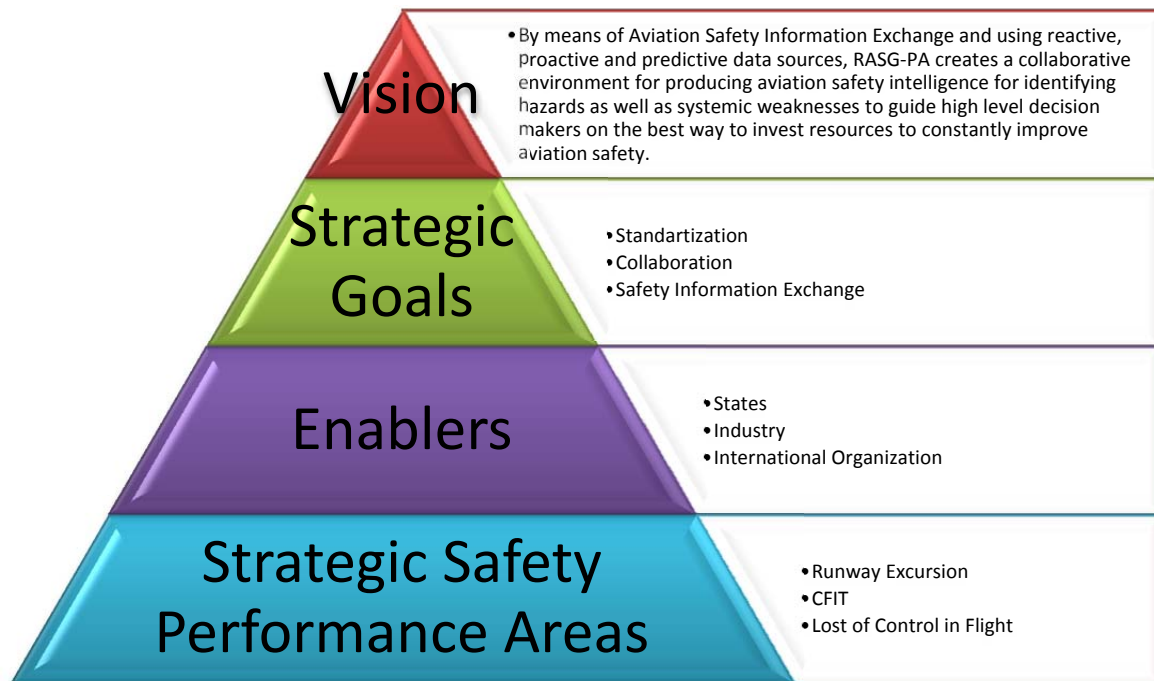 Vision
• By means of Aviation Safety Information Exchange and using reactive,
proactive and predictive data sources, RASG-PA creates a collaborative
environment for producing aviation safety intelligence for identifying
hazards as well as systemic weaknesses to guide high level decision
makers on the best way to invest resources to constantly improve
aviation safety.
Strategic
Goals
• Standartization
• Collaboration
• Safety Information Exchange
Enablers
• States
• Industry
• International Organization
Strategic Safety
Performance Areas
• Runway Excursion
• CFIT
• Lost of Control in Flight